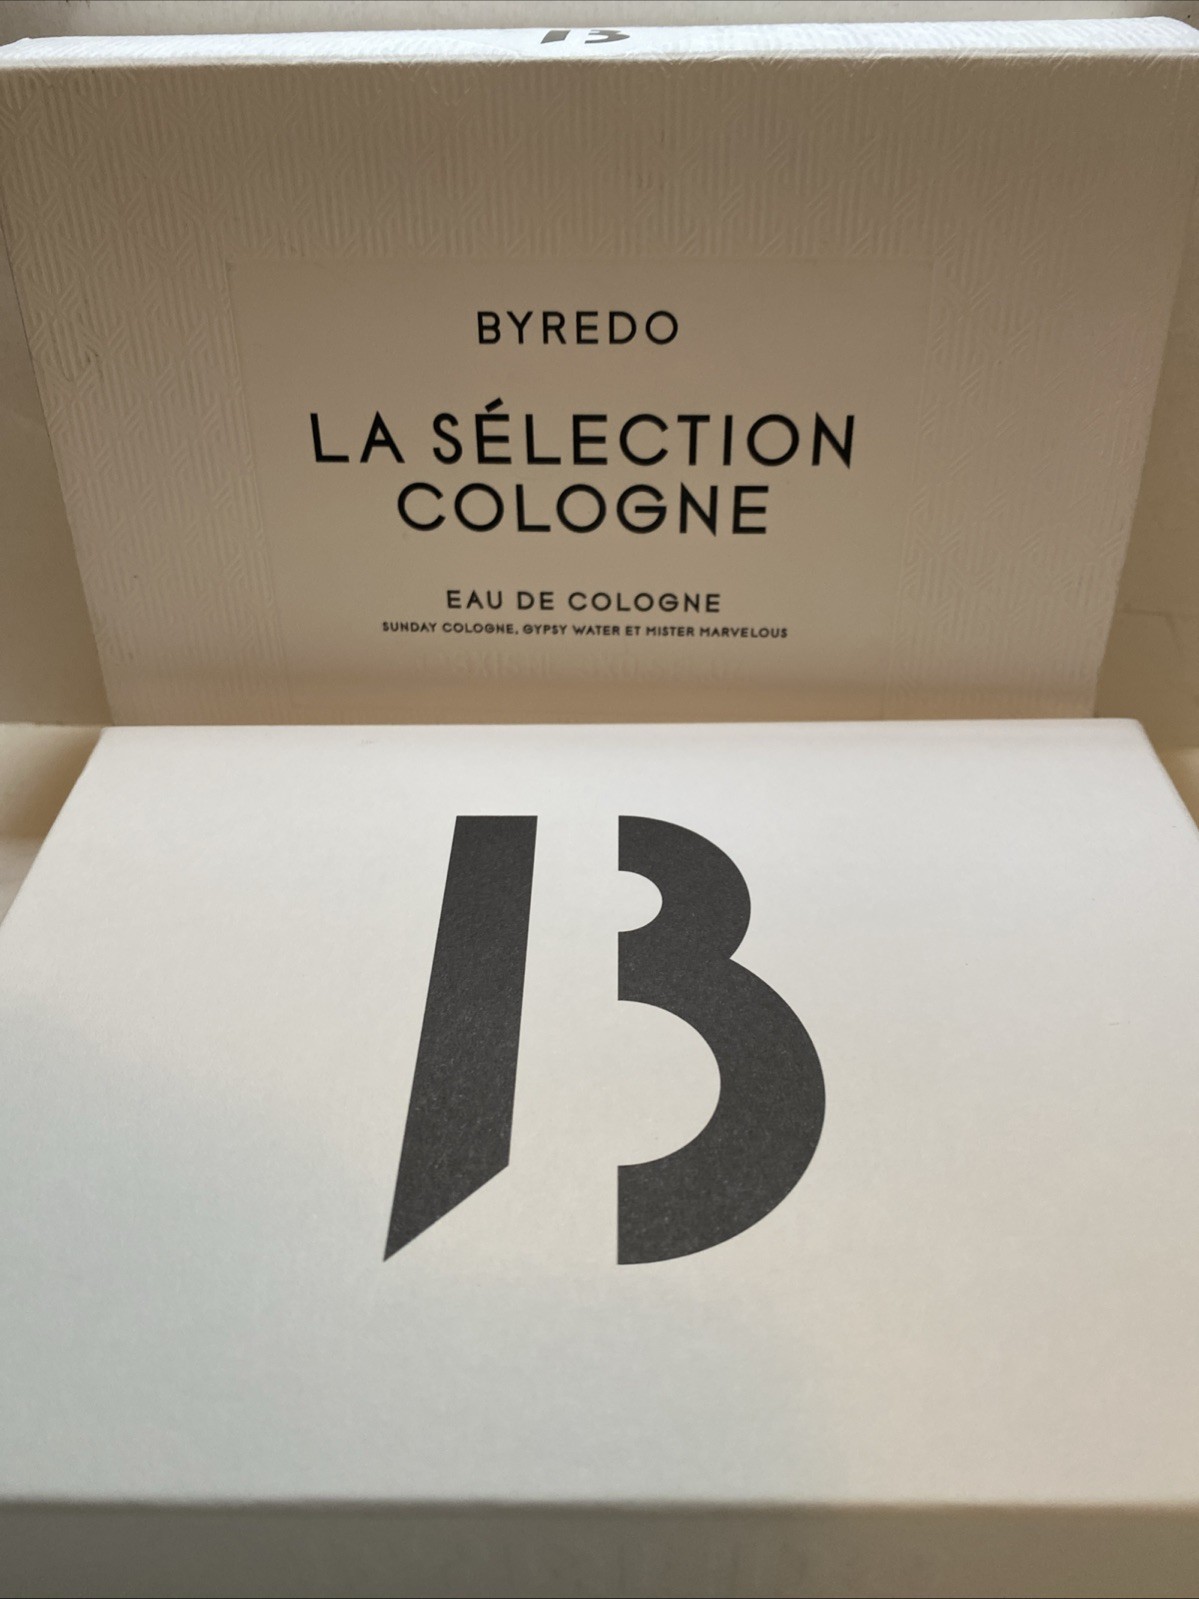 B
BYREDO
LA SÉLECTION
COLOGNE
EAU DE COLOGNE
SUNDAY COLOGNE, GYPSY WATER ET MISTER MARVELOUS
B